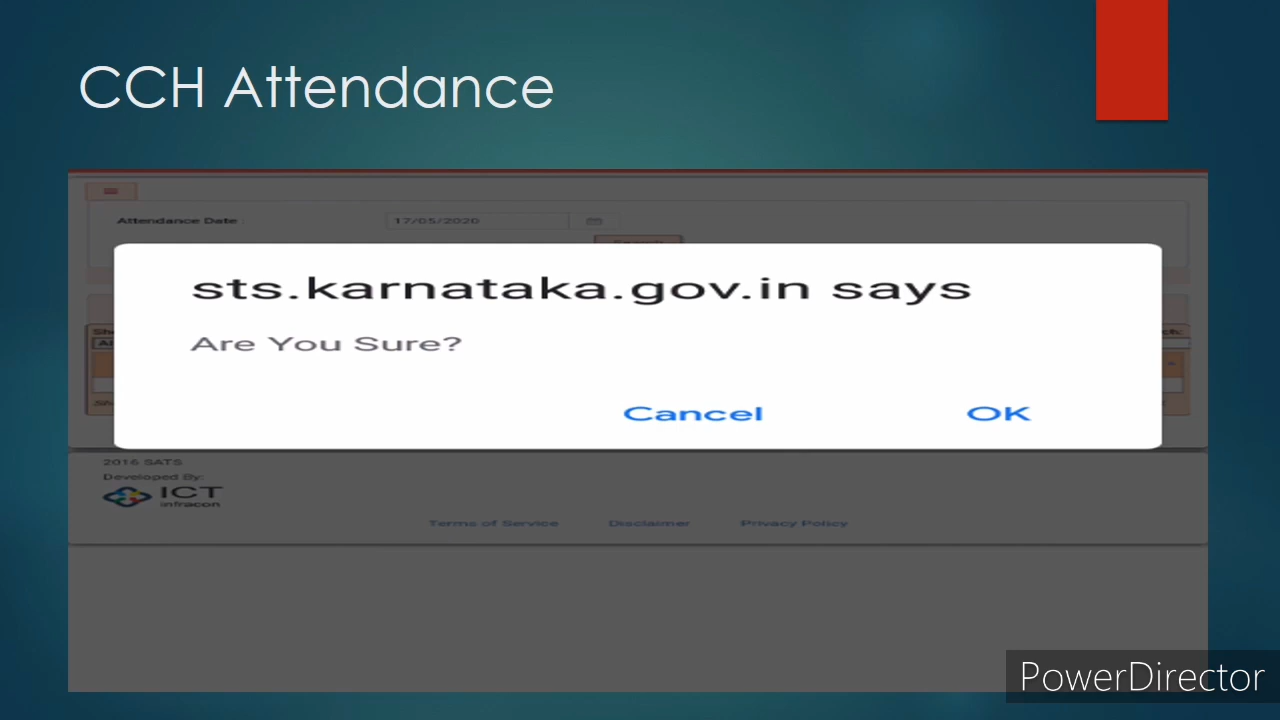 CCH Attendance
Attendance Date 17/05/2020
Search
sts.karnataka.gov.in says
Are You Sure?
Cancel OK
2016 SATS
Developed By:
ICT
infracon
Terms of Service Disclaimer Privacy Policy
PowerDirector